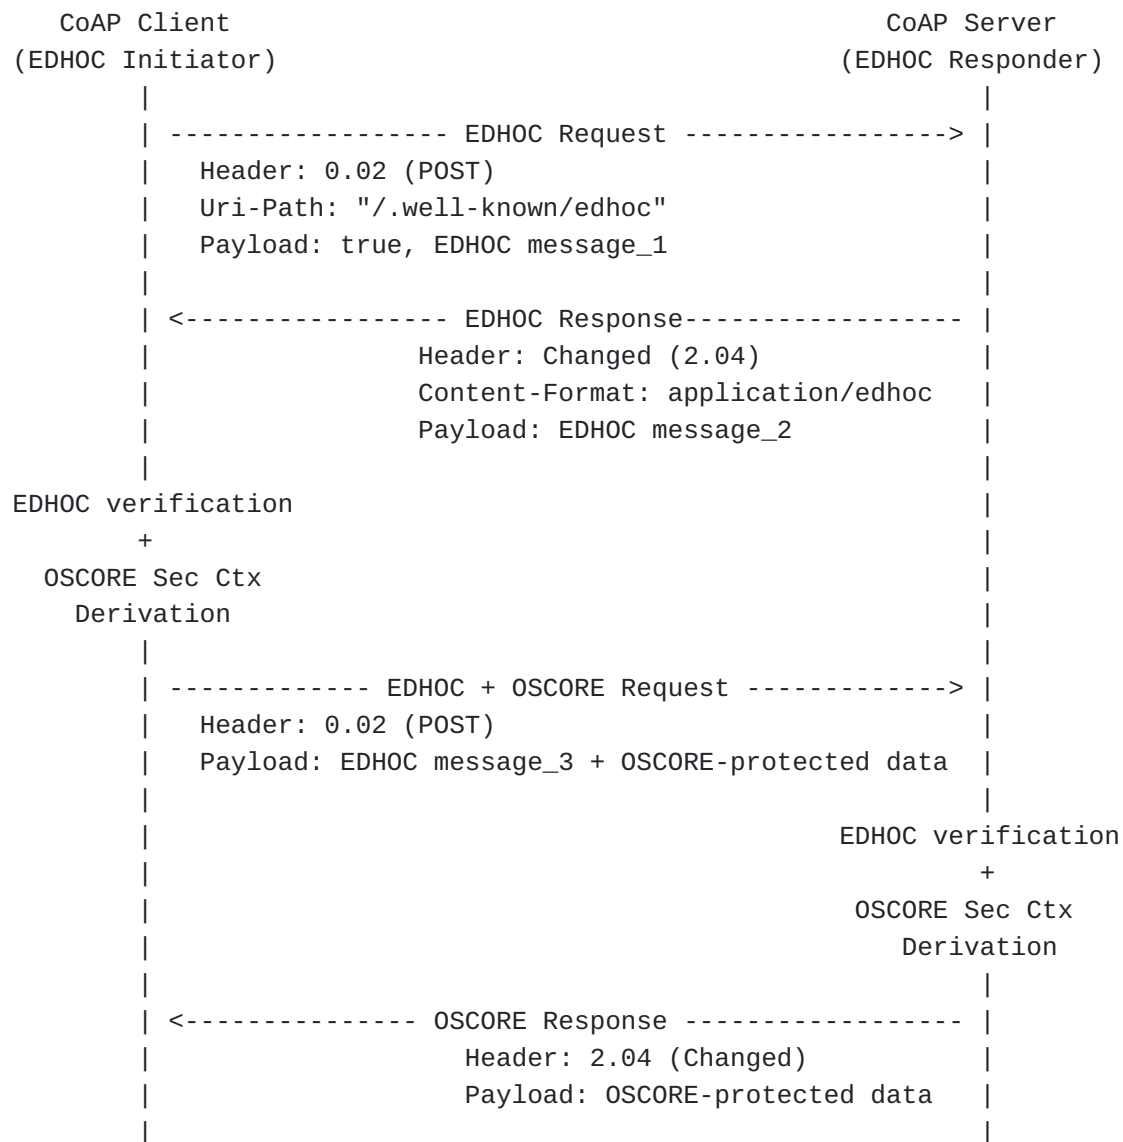 CoAP Client                                          CoAP Server
(EDHOC Initiator)                                    (EDHOC Responder)
        |                                                     |
        | ------------------ EDHOC Request -----------------> |
        |   Header: 0.02 (POST)                               |
        |   Uri-Path: "/.well-known/edhoc"                    |
        |   Payload: true, EDHOC message_1                    |
        |                                                     |
        | <----------------- EDHOC Response------------------ |
        |                 Header: Changed (2.04)              |
        |                 Content-Format: application/edhoc   |
        |                 Payload: EDHOC message_2            |
        |                                                     |
EDHOC verification                                            |
        +                                                     |
  OSCORE Sec Ctx                                              |
    Derivation                                                |
        |                                                     |
        | ------------- EDHOC + OSCORE Request -------------> |
        |   Header: 0.02 (POST)                               |
        |   Payload: EDHOC message_3 + OSCORE-protected data  |
        |                                                     |
        |                                            EDHOC verification
        |                                                     +
        |                                             OSCORE Sec Ctx
        |                                                Derivation
        |                                                     |
        | <--------------- OSCORE Response ------------------ |
        |                    Header: 2.04 (Changed)           |
        |                    Payload: OSCORE-protected data   |
        |                                                     |